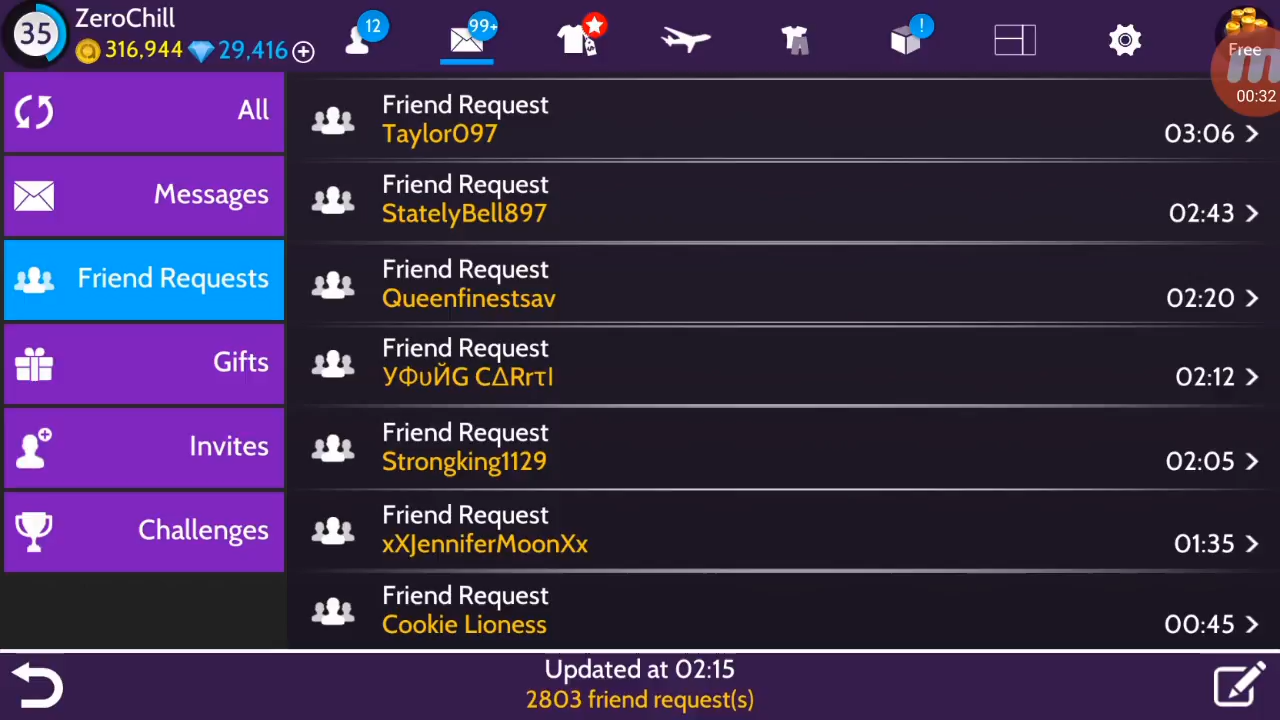 35
ZeroChill
316,944 29,416
12
99+
!
Free
00:32
All
Messages
Friend Requests
Gifts
Invites
Challenges
Friend Request
Taylor097
03:06
Friend Request
StatelyBell897
02:43
Friend Request
Queenfinestsav
02:20
Friend Request
УФυЙG CΔRrτl
02:12
Friend Request
Strongking1129
02:05
Friend Request
xXJenniferMoonXx
01:35
Friend Request
Cookie Lioness
00:45
Updated at 02:15
2803 friend request(s)